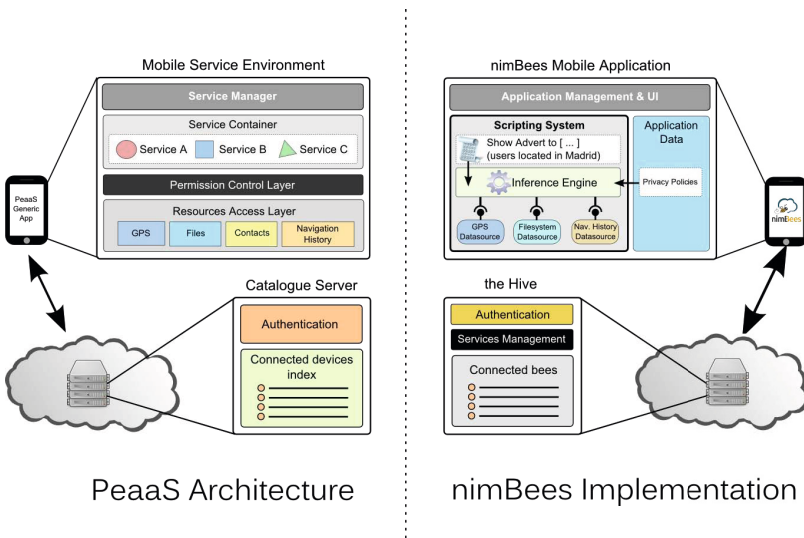 Mobile Service Environment
Service Manager
Service Container
Service A
Service B
Service C
Permission Control Layer
Resources Access Layer
GPS
Files
Contacts
Navigation
History
PeaaS
Generic
App
Catalogue Server
Authentication
Connected devices
index
PeaaS Architecture
nimBees Mobile Application
Application Management & UI
Scripting System
Show Advert to [ ... ]
(users located in Madrid)
Inference Engine
GPS
Datasource
Filesystem
Datasource
Nav. History
Datasource
Application
Data
Privacy Policies
nimBees
the Hive
Authentication
Services Management
Connected bees
nimBees Implementation